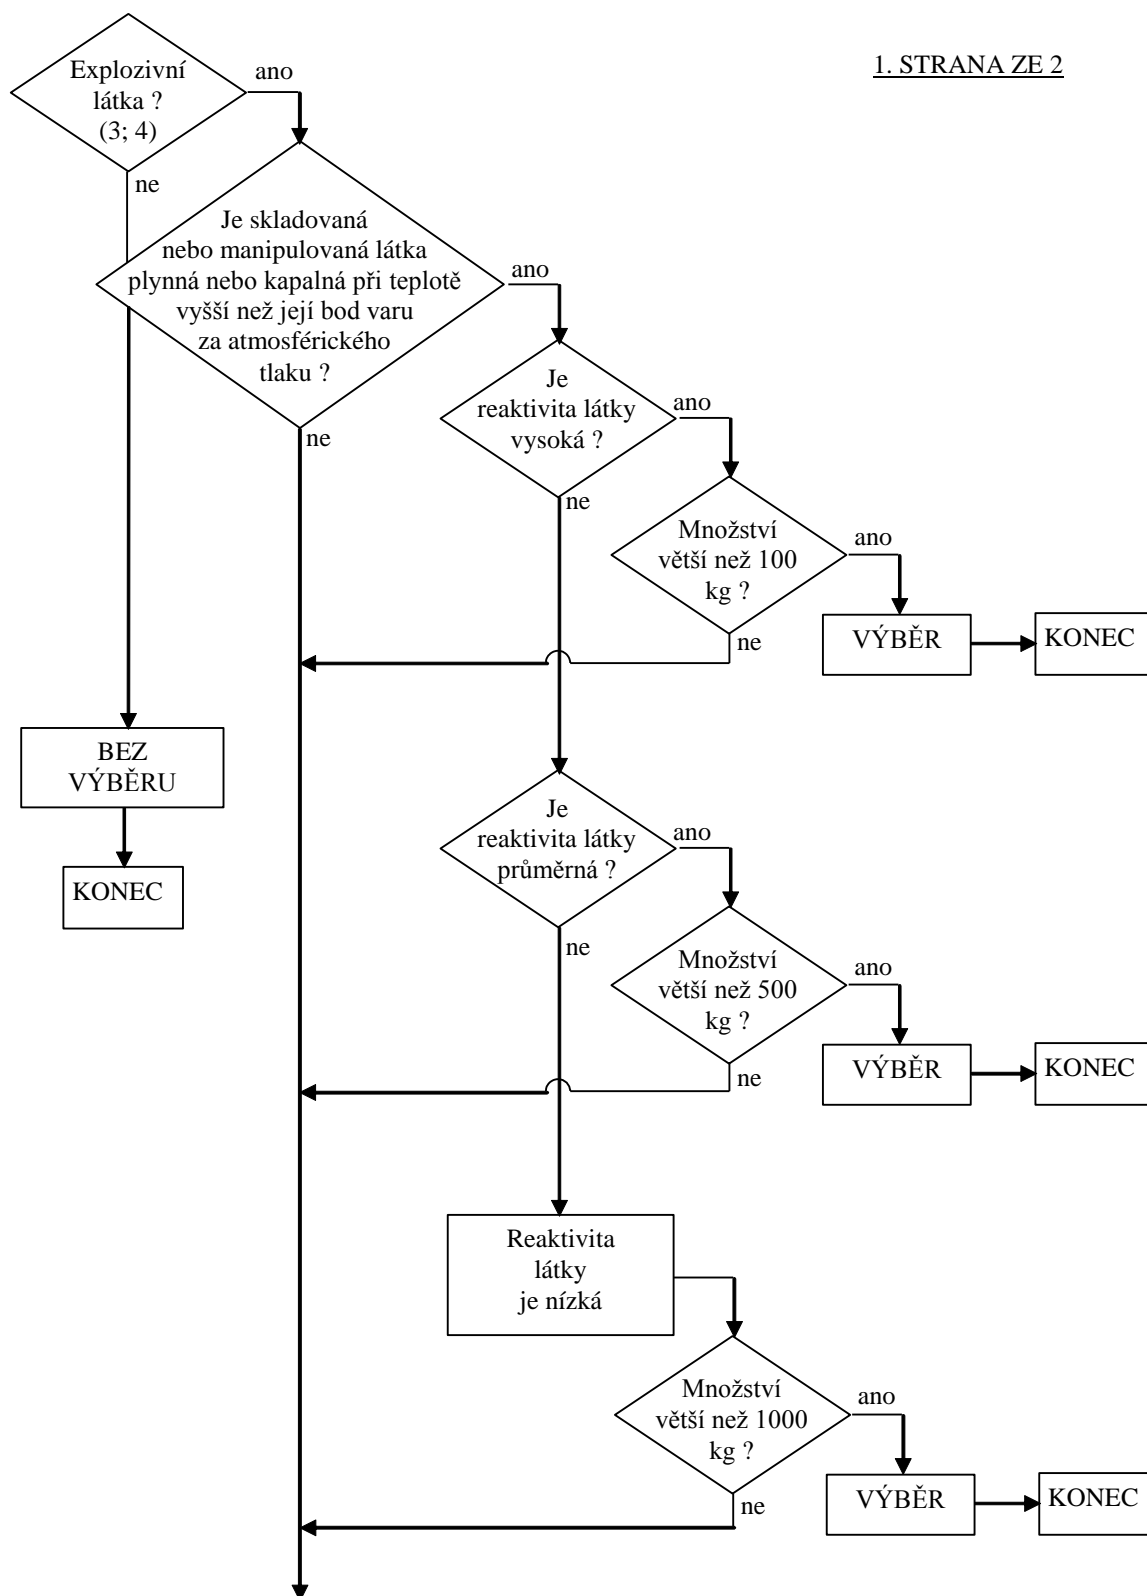 1. STRANA ZE 2
Explozivní
látka ?
(3; 4)
ano
ne
Je skladovaná
nebo manipulovaná látka
plynná nebo kapalná při teplotě
vyšší než její bod varu
za atmosférického
tlaku ?
ano
ne
Je
reaktivita látky
vysoká ?
ano
ne
Množství
větší než 100
kg ?
ano
ne
VÝBĚR
KONEC
BEZ
VÝBĚRU
KONEC
Je
reaktivita látky
průměrná ?
ano
ne
Množství
větší než 500
kg ?
ano
ne
VÝBĚR
KONEC
Reaktivita
látky
je nízká
Množství
větší než 1000
kg ?
ano
ne
VÝBĚR
KONEC